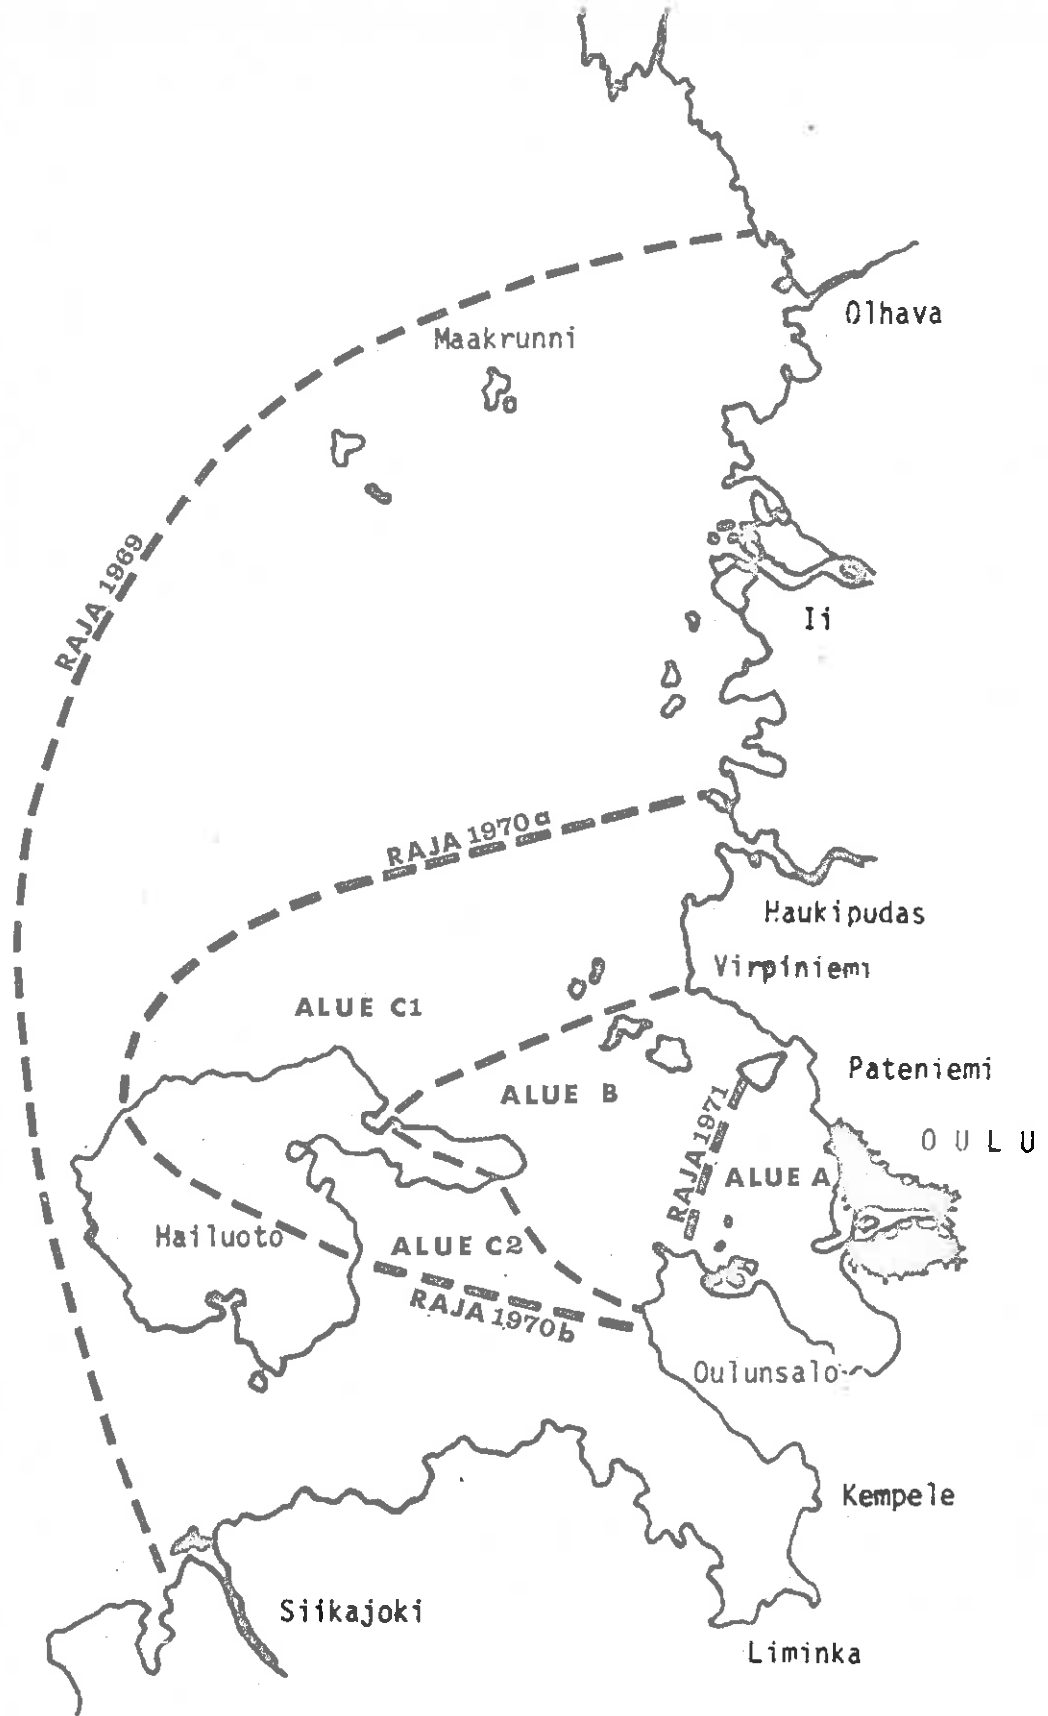 Olhava
Maakrunni
RAJA 1969
Ii
RAJA 1970a
Haukipudas
Virpiniemi
ALUE C1
Pateniemi
ALUE B
RAJA 1971
OULU
ALUE A
Hailuoto
ALUE C2
RAJA 1970b
Oulunsalo
Kempele
Siikajoki
Liminka